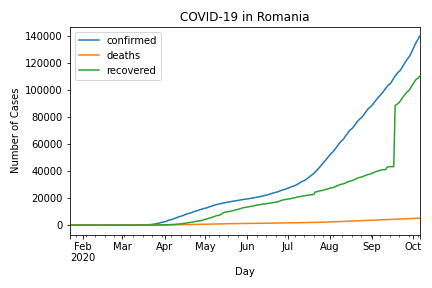 COVID-19 in Romania
140000
120000
100000
80000
60000
40000
20000
0
Number of Cases
confirmed
deaths
recovered
Feb Mar Apr May Jun Jul Aug Sep Oct
2020
Day